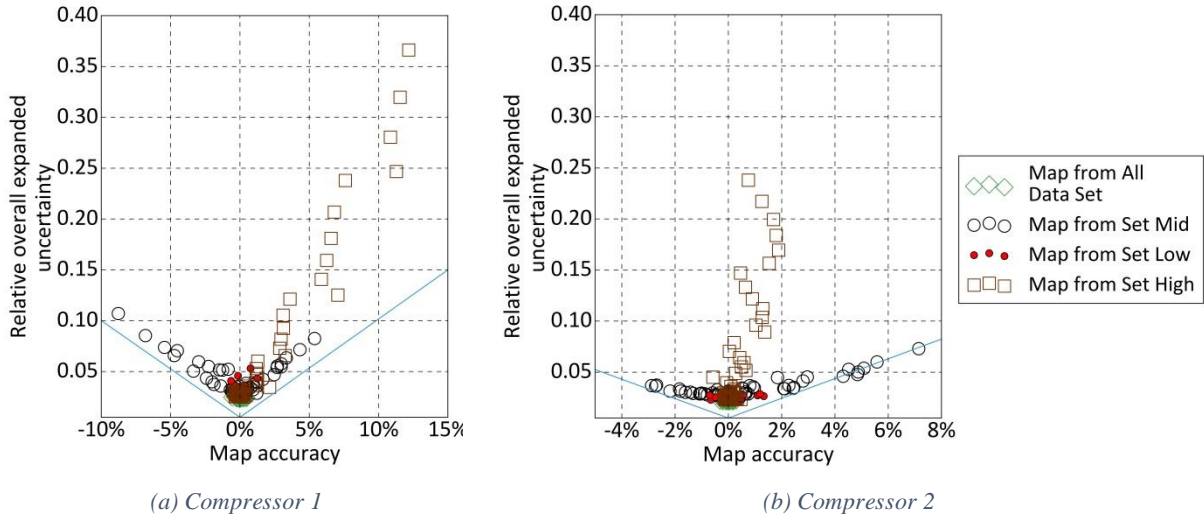 0.40
0.35
0.30
0.25
0.20
0.15
0.10
0.05
Relative overall expanded
uncertainty
-10%
-5%
0%
5%
10%
15%
Map accuracy
(a) Compressor 1
0.40
0.35
0.30
0.25
0.20
0.15
0.10
0.05
Relative overall expanded
uncertainty
-4%
-2%
0%
2%
4%
6%
8%
Map accuracy
(b) Compressor 2
Map from All
Data Set
Map from Set Mid
Map from Set Low
Map from Set High